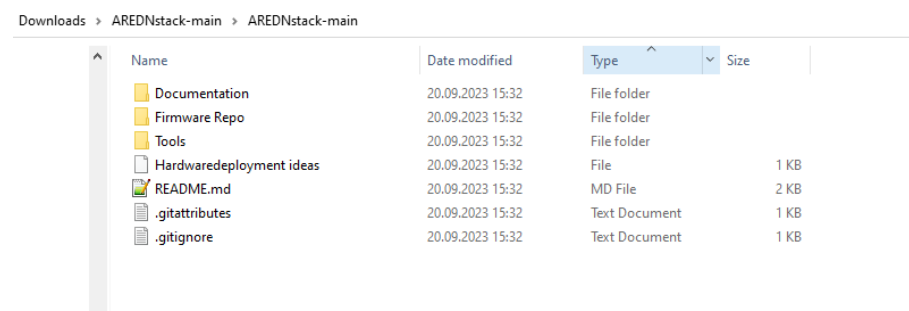 Downloads > AREDNstack-main > AREDNstack-main
Name Date modified Type Size
Documentation 20.09.2023 15:32 File folder
Firmware Repo 20.09.2023 15:32 File folder
Tools 20.09.2023 15:32 File folder
Hardwaredeployment ideas 20.09.2023 15:32 File 1 KB
README.md 20.09.2023 15:32 MD File 2 KB
.gitattributes 20.09.2023 15:32 Text Document 1 KB
.gitignore 20.09.2023 15:32 Text Document 1 KB